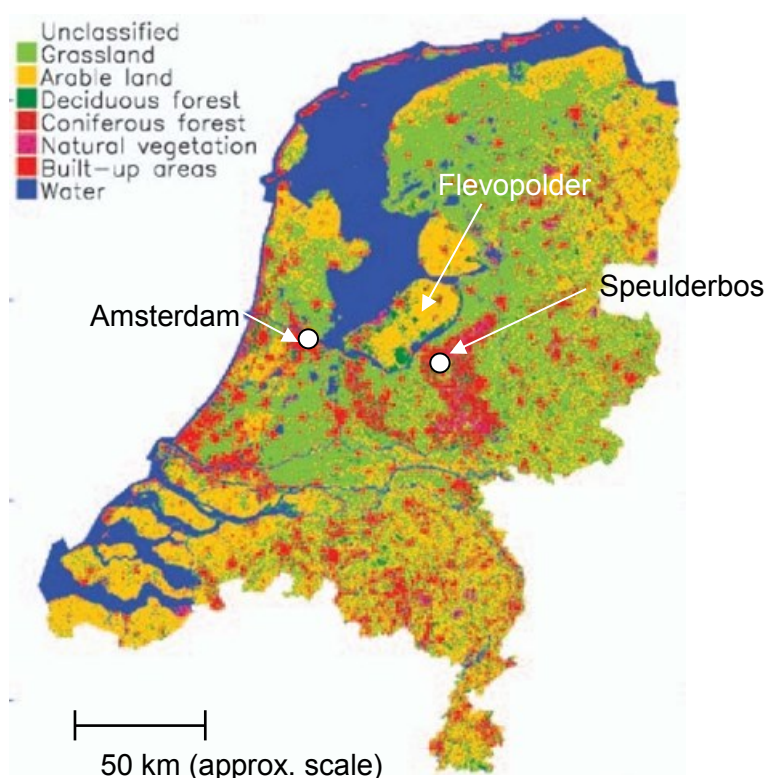 Unclassified
Grassland
Arable land
Deciduous forest
Coniferous forest
Natural vegetation
Built-up areas
Water
Flevopolder
Speulderbos
Amsterdam
50 km (approx. scale)